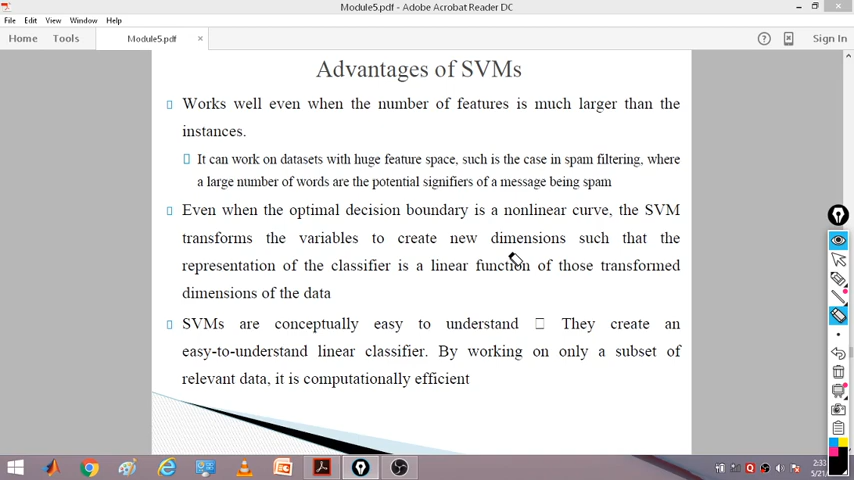 Module5.pdf - Adobe Acrobat Reader DC
File Edit View Window Help
Home Tools Module5.pdf × Sign In
Advantages of SVMs
Works well even when the number of features is much larger than the
instances.
It can work on datasets with huge feature space, such is the case in spam filtering, where
a large number of words are the potential signifiers of a message being spam
Even when the optimal decision boundary is a nonlinear curve, the SVM
transforms the variables to create new dimensions such that the
representation of the classifier is a linear function of those transformed
dimensions of the data
SVMs are conceptually easy to understand □ They create an
easy-to-understand linear classifier. By working on only a subset of
relevant data, it is computationally efficient